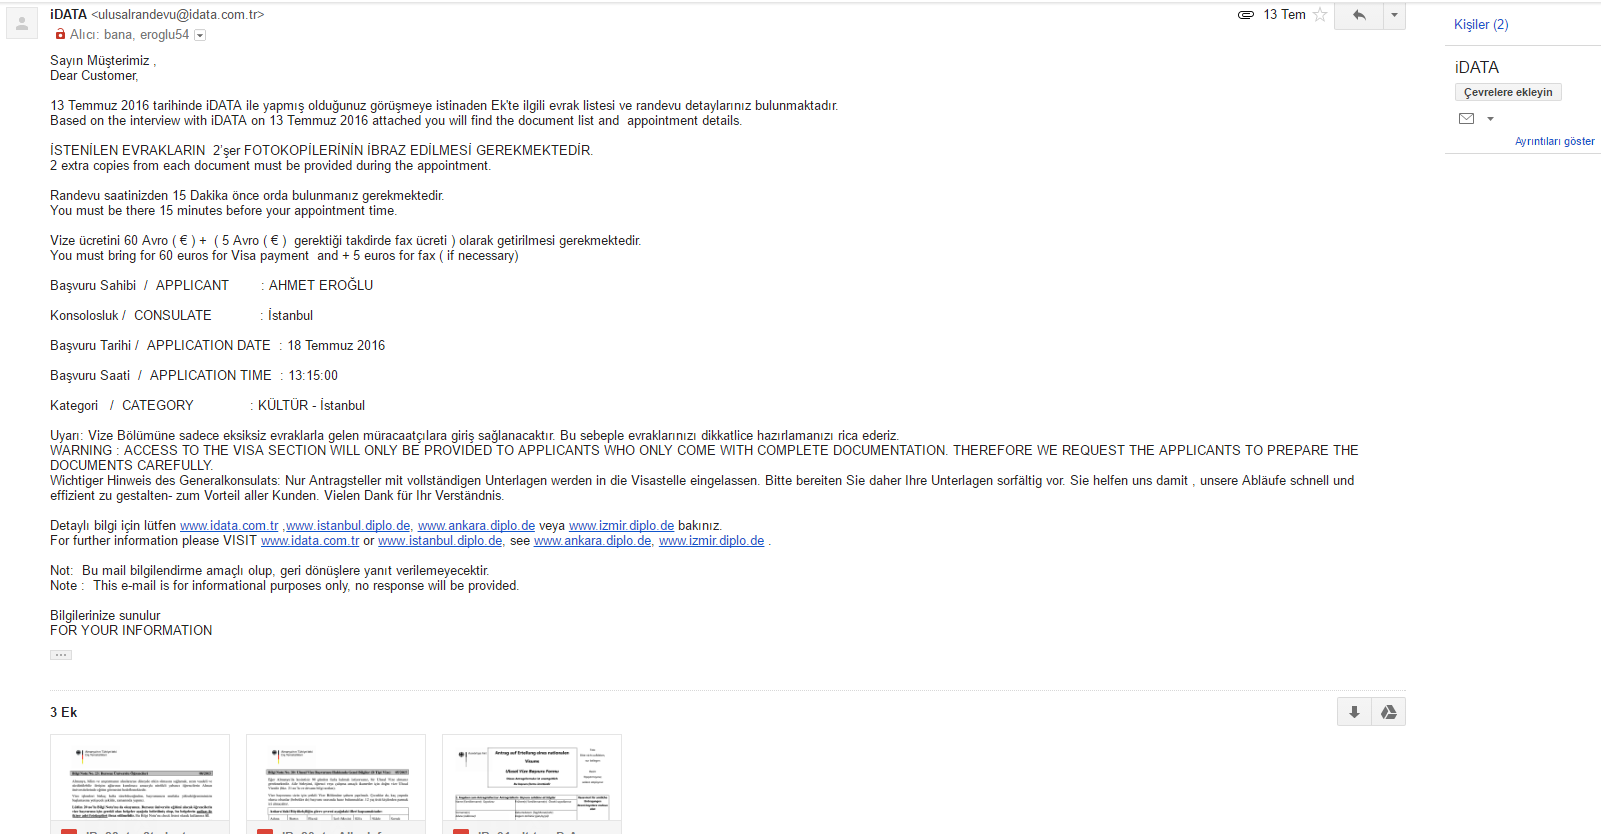 iDATA <ulusalrandevu@idata.com.tr>
13 Tem
Alıcı: bana, eroglu54
Kişiler (2)
iDATA
Çevrelere ekleyin
Ayrıntıları göster
Sayın Müşterimiz ,
Dear Customer,
13 Temmuz 2016 tarihinde iDATA ile yapmış olduğunuz görüşmeye istinaden Ek'te ilgili evrak listesi ve randevu detaylarınız bulunmaktadır.
Based on the interview with iDATA on 13 Temmuz 2016 attached you will find the document list and appointment details.
İSTENİLEN EVRAKLARIN 2'şer FOTOKOPİLERİNİN İBRAZ EDİLMESİ GEREKMEKTEDİR.
2 extra copies from each document must be provided during the appointment.
Randevu saatinizden 15 Dakika önce orda bulunmanız gerekmektedir.
You must be there 15 minutes before your appointment time.
Vize ücretini 60 Avro ( € ) + ( 5 Avro ( € ) gerektiği takdirde fax ücreti ) olarak getirilmesi gerekmektedir.
You must bring for 60 euros for Visa payment and + 5 euros for fax ( if necessary)
Başvuru Sahibi / APPLICANT : AHMET EROĞLU
Konsolosluk / CONSULATE : İstanbul
Başvuru Tarihi / APPLICATION DATE : 18 Temmuz 2016
Başvuru Saati / APPLICATION TIME : 13:15:00
Kategori / CATEGORY : KÜLTÜR - İstanbul
Uyarı: Vize Bölümüne sadece eksiksiz evraklarla gelen müracaatçılara giriş sağlanacaktır. Bu sebeple evraklarınızı dikkatlice hazırlamanızı rica ederiz.
WARNING : ACCESS TO THE VISA SECTION WILL ONLY BE PROVIDED TO APPLICANTS WHO ONLY COME WITH COMPLETE DOCUMENTATION. THEREFORE WE REQUEST THE APPLICANTS TO PREPARE THE
DOCUMENTS CAREFULLY.
Wichtiger Hinweis des Generalkonsulats: Nur Antragsteller mit vollständigen Unterlagen werden in die Visastelle eingelassen. Bitte bereiten Sie daher Ihre Unterlagen sorfältig vor. Sie helfen uns damit , unsere Abläufe schnell und
effizient zu gestalten- zum Vorteil aller Kunden. Vielen Dank für Ihr Verständnis.
Detaylı bilgi için lütfen www.idata.com.tr ,www.istanbul.diplo.de, www.ankara.diplo.de veya www.izmir.diplo.de bakınız.
For further information please VISIT www.idata.com.tr or www.istanbul.diplo.de, see www.ankara.diplo.de, www.izmir.diplo.de .
Not: Bu mail bilgilendirme amaçlı olup, geri dönüşlere yanıt verilemeyecektir.
Note : This e-mail is for informational purposes only, no response will be provided.
Bilgilerinize sunulur
FOR YOUR INFORMATION
3 Ek
Antrag auf Erteilung eines nationalen
Visums
Ulusal Vize Başvuru Formu